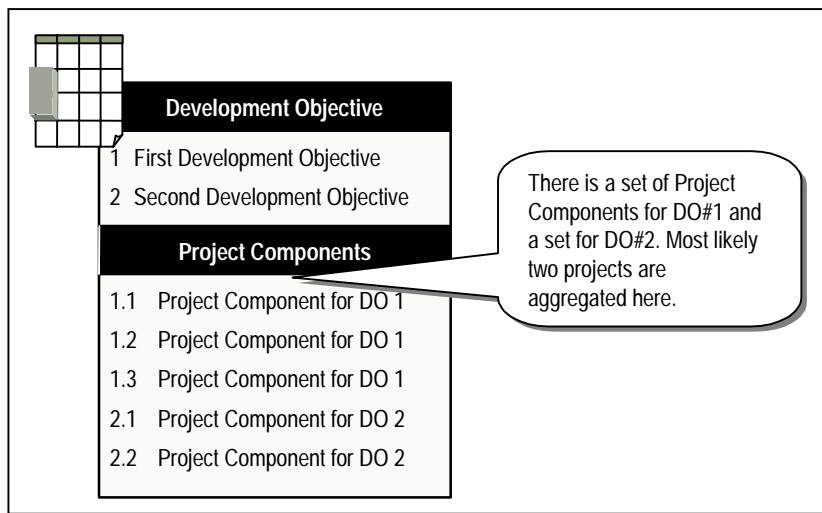 Development Objective
1 First Development Objective
2 Second Development Objective
Project Components
1.1 Project Component for DO 1
1.2 Project Component for DO 1
1.3 Project Component for DO 1
2.1 Project Component for DO 2
2.2 Project Component for DO 2
There is a set of Project
Components for DO#1 and
a set for DO#2. Most likely
two projects are
aggregated here.